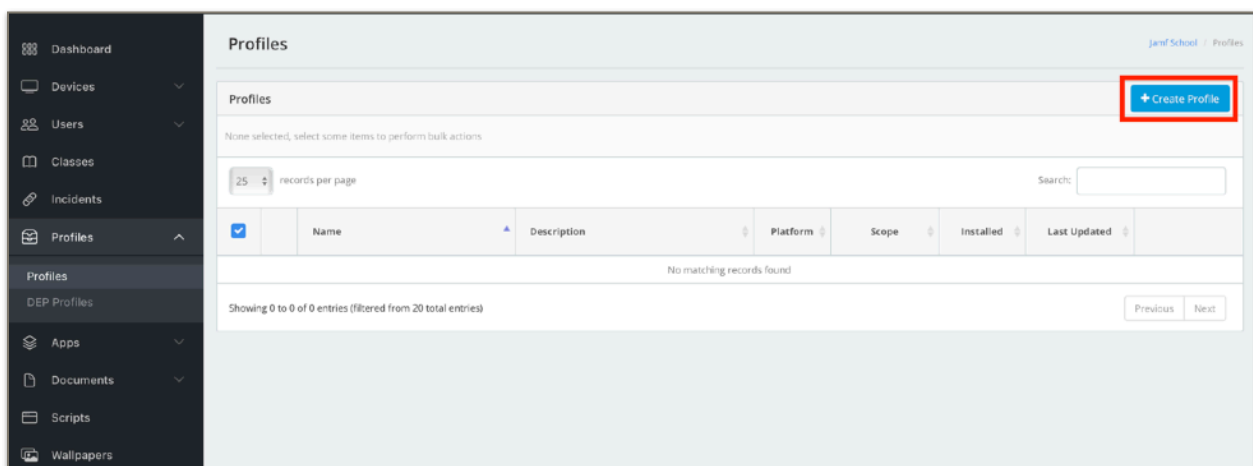 Dashboard
Devices
Users
Classes
Incidents
Profiles
Profiles
DEP Profiles
Apps
Documents
Scripts
Wallpapers
Profiles
Jamf School / Profiles
Profiles
+ Create Profile
None selected, select some items to perform bulk actions
25 records per page
Search:
Name Description Platform Scope Installed Last Updated
No matching records found
Showing 0 to 0 of 0 entries (filtered from 20 total entries)
Previous Next